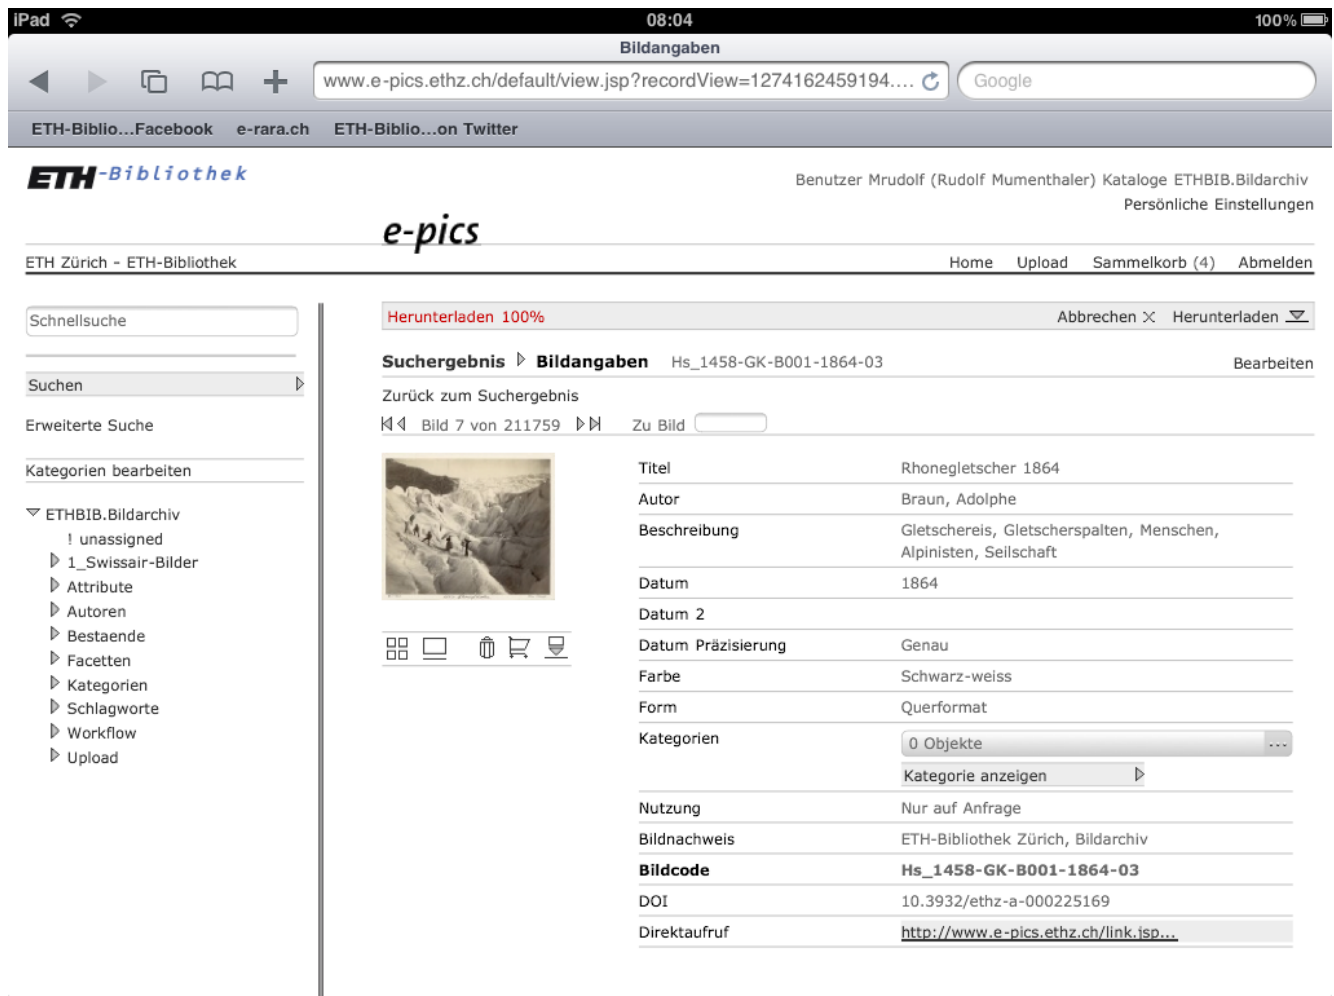 iPad 08:04 100%
Bildangaben
www.e-pics.ethz.ch/default/view.jsp?recordView=1274162459194.... Google
ETH-Biblio...Facebook e-rara.ch ETH-Biblio...on Twitter
ETH-Bibliothek
Benutzer Mrudolf (Rudolf Mumenthaler) Kataloge ETHBIB.Bildarchiv
Persönliche Einstellungen
e-pics
ETH Zürich - ETH-Bibliothek Home Upload Sammelkorb (4) Abmelden
Schnellsuche
Suchen
Erweiterte Suche
Kategorien bearbeiten
ETHBIB.Bildarchiv
! unassigned
1_Swissair-Bilder
Attribute
Autoren
Bestaende
Facetten
Kategorien
Schlagworte
Workflow
Upload
Herunterladen 100% Abbrechen Herunterladen
Suchergebnis Bildangaben Hs_1458-GK-B001-1864-03 Bearbeiten
Zurück zum Suchergebnis
Bild 7 von 211759 Zu Bild
Titel Rhonegletscher 1864
Autor Braun, Adolphe
Beschreibung Gletschereis, Gletscherspalten, Menschen,
Alpinisten, Seilschaft
Datum 1864
Datum 2
Datum Präzisierung Genau
Farbe Schwarz-weiss
Form Querformat
Kategorien 0 Objekte ...
Kategorie anzeigen
Nutzung Nur auf Anfrage
Bildnachweis ETH-Bibliothek Zürich, Bildarchiv
Bildcode Hs_1458-GK-B001-1864-03
DOI 10.3932/ethz-a-000225169
Direktaufruf http://www.e-pics.ethz.ch/link.jsp...